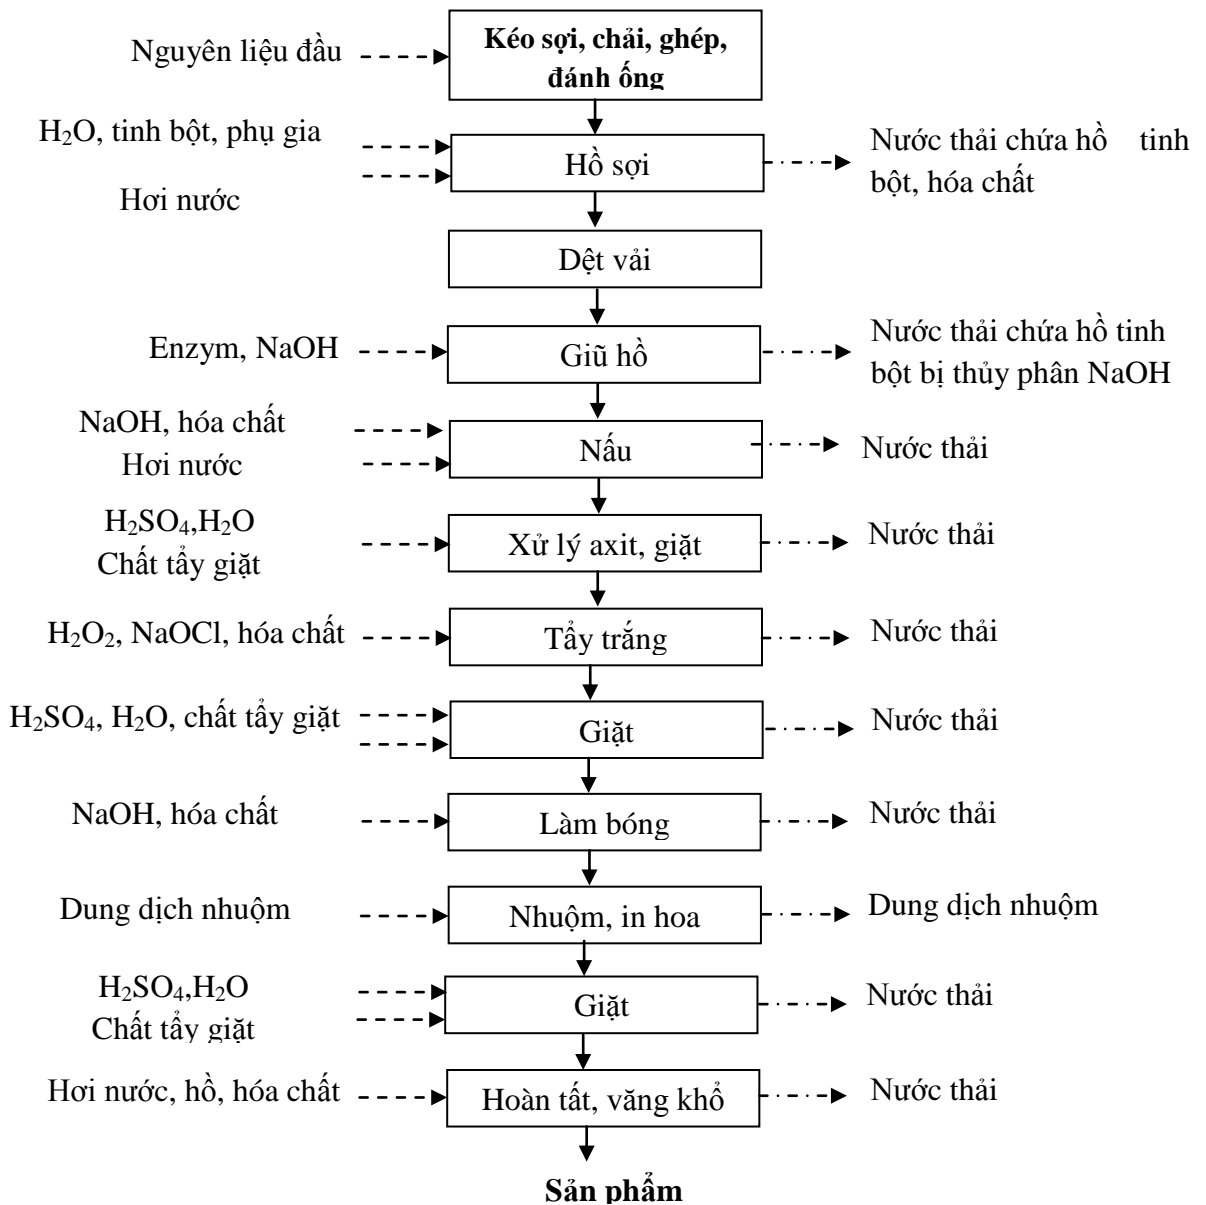 Kéo sợi, chải, ghép,
đánh ống
Nguyên liệu đầu
H₂O, tinh bột, phụ gia
Hơi nước
Hồ sợi
Nước thải chứa hồ tinh
bột, hóa chất
Dệt vải
Enzym, NaOH
Giũ hồ
Nước thải chứa hồ tinh
bột bị thủy phân NaOH
NaOH, hóa chất
Hơi nước
Nấu
Nước thải
H₂SO₄,H₂O
Chất tẩy giặt
Xử lý axit, giặt
Nước thải
H₂O₂, NaOCl, hóa chất
Tẩy trắng
Nước thải
H₂SO₄, H₂O, chất tẩy giặt
Giặt
Nước thải
NaOH, hóa chất
Làm bóng
Nước thải
Dung dịch nhuộm
Nhuộm, in hoa
Dung dịch nhuộm
H₂SO₄,H₂O
Chất tẩy giặt
Giặt
Nước thải
Hơi nước, hồ, hóa chất
Hoàn tất, văng khổ
Nước thải
Sản phẩm